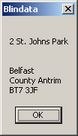 Blindata
2 St. Johns Park
Belfast
County Antrim
BT7 3JF
OK